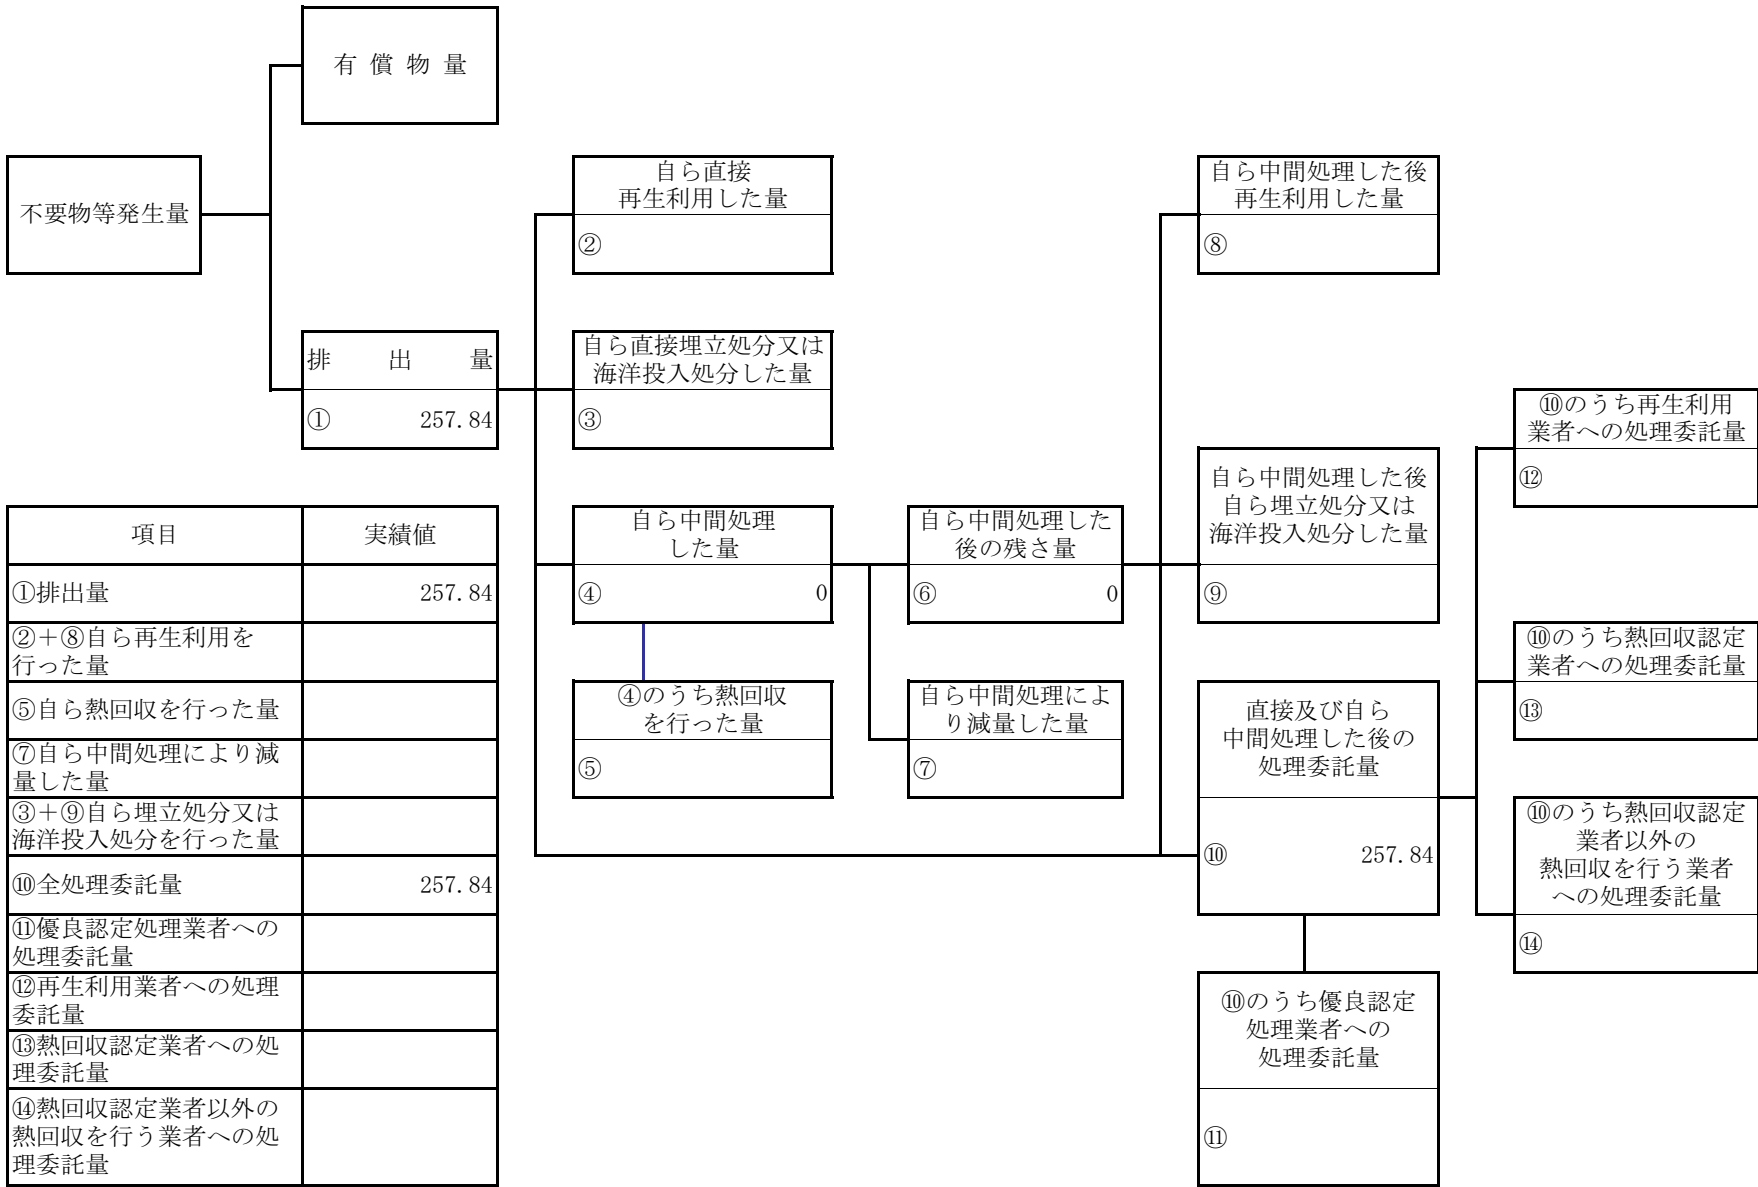 有償物量
不要物等発生量
排出量
① 257.84
自ら直接
再生利用した量
②
自ら直接埋立処分又は
海洋投入処分した量
③
自ら中間処理
した量
④ 0
④のうち熱回収
を行った量
⑤
自ら中間処理した
後の残さ量
⑥ 0
自ら中間処理によ
り減量した量
⑦
自ら中間処理した後
再生利用した量
⑧
自ら中間処理した後
自ら埋立処分又は
海洋投入処分した量
⑨
直接及び自ら
中間処理した後の
処理委託量
⑩ 257.84
⑩のうち優良認定
処理業者への
処理委託量
⑪
⑩のうち再生利用
業者への処理委託量
⑫
⑩のうち熱回収認定
業者への処理委託量
⑬
⑩のうち熱回収認定
業者以外の
熱回収を行う業者
への処理委託量
⑭
項目 実績値
①排出量 257.84
②+⑧自ら再生利用を
行った量
⑤自ら熱回収を行った量
⑦自ら中間処理により減
量した量
③+⑨自ら埋立処分又は
海洋投入処分を行った量
⑩全処理委託量 257.84
⑪優良認定処理業者への
処理委託量
⑫再生利用業者への処理
委託量
⑬熱回収認定業者への処
理委託量
⑭熱回収認定業者以外の
熱回収を行う業者への処
理委託量